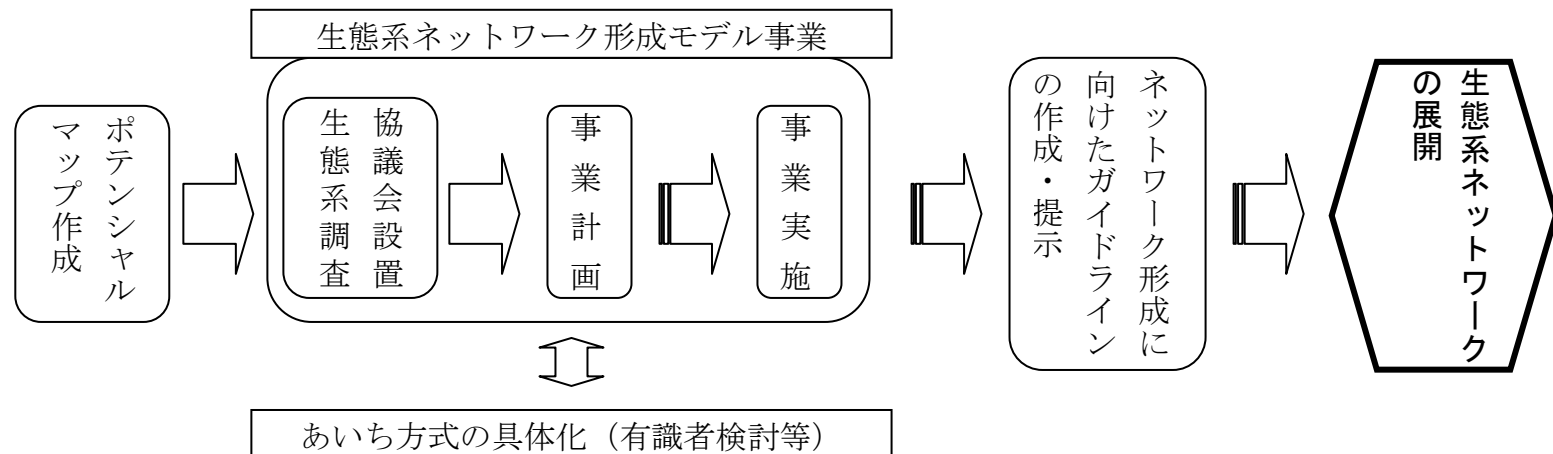 生態系ネットワーク形成モデル事業
ポテンシャル
マップ作成
協議会設置
生態系調査
事業計画
事業実施
ネットワーク形成に
向けたガイドライン
の作成・提示
生態系ネットワーク
の展開
あいち方式の具体化（有識者検討等）